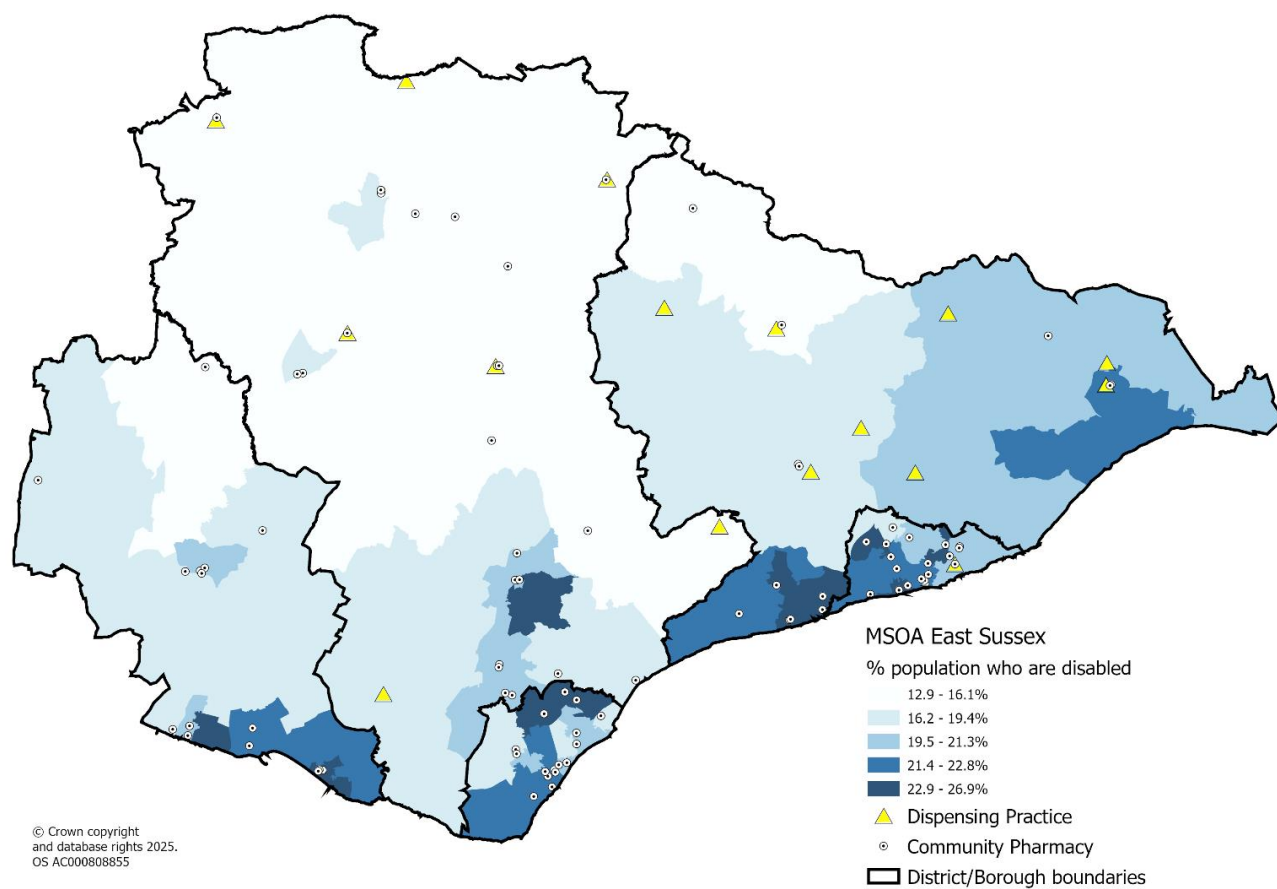 MSOA East Sussex
% population who are disabled
12.9 - 16.1%
16.2 - 19.4%
19.5 - 21.3%
21.4 - 22.8%
22.9 - 26.9%
Dispensing Practice
Community Pharmacy
District/Borough boundaries
© Crown copyright
and database rights 2025.
OS AC000808855